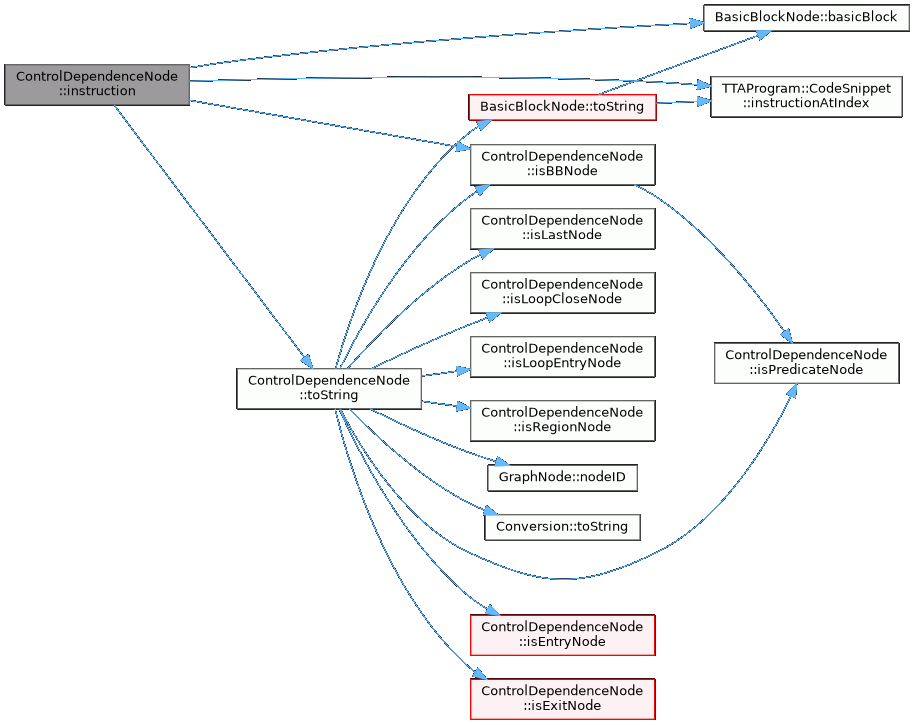 BasicBlockNode::basicBlock
ControlDependenceNode
::instruction
TTAProgram::CodeSnippet
::instructionAtIndex
BasicBlockNode::toString
ControlDependenceNode
::isBBNode
ControlDependenceNode
::isLastNode
ControlDependenceNode
::isLoopCloseNode
ControlDependenceNode
::isLoopEntryNode
ControlDependenceNode
::isPredicateNode
ControlDependenceNode
::toString
ControlDependenceNode
::isRegionNode
GraphNode::nodeID
Conversion::toString
ControlDependenceNode
::isEntryNode
ControlDependenceNode
::isExitNode